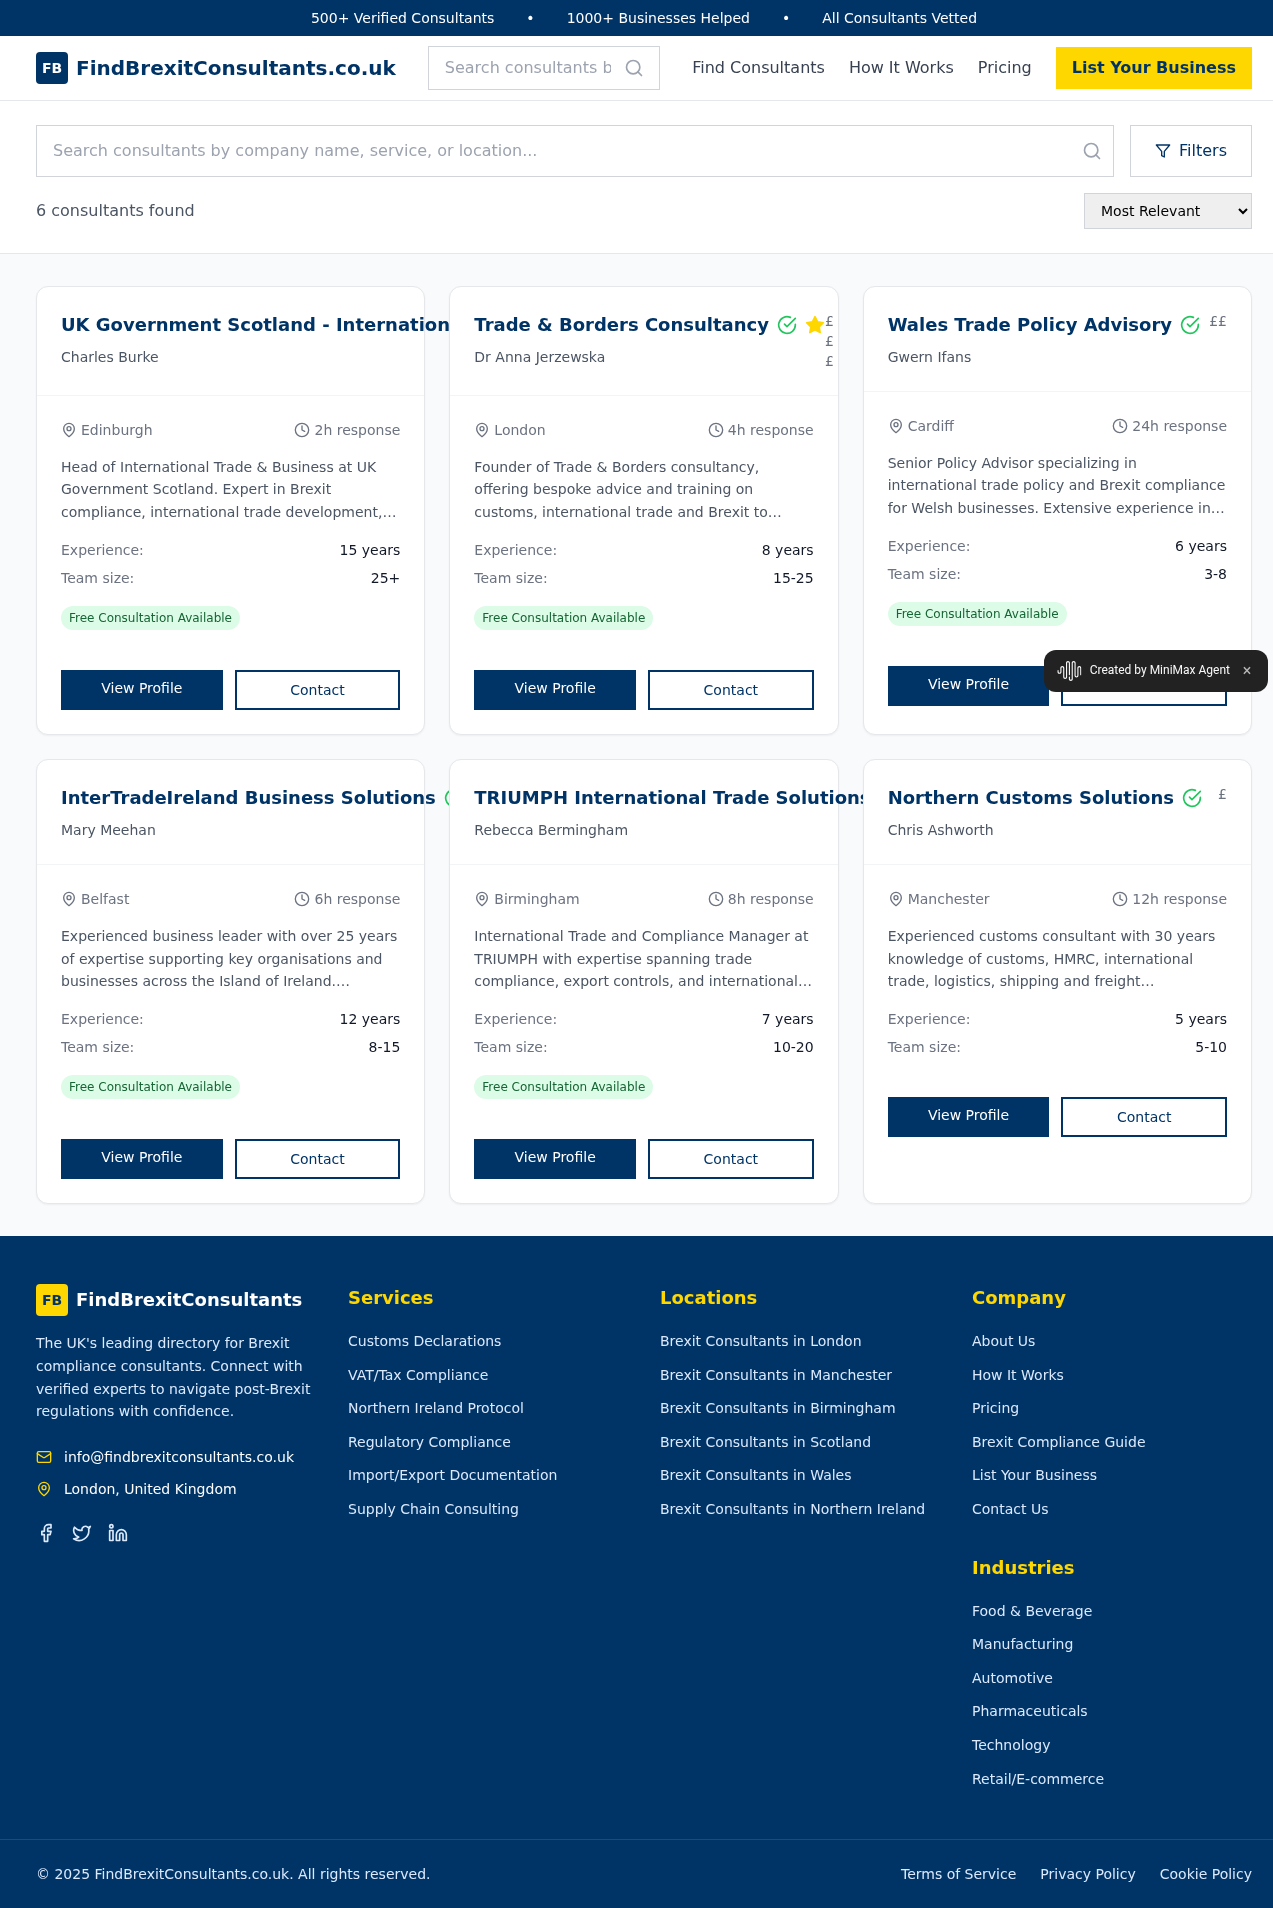 500+ Verified Consultants • 1000+ Businesses Helped • All Consultants Vetted
FB FindBrexitConsultants.co.uk
Search consultants b
Find Consultants How It Works Pricing List Your Business
Search consultants by company name, service, or location...
Filters
6 consultants found
Most Relevant
UK Government Scotland - Internation
Charles Burke
Edinburgh 2h response
Head of International Trade & Business at UK
Government Scotland. Expert in Brexit
compliance, international trade development,...
Experience: 15 years
Team size: 25+
Free Consultation Available
View Profile Contact
Trade & Borders Consultancy
£
£
£
Dr Anna Jerzewska
London 4h response
Founder of Trade & Borders consultancy,
offering bespoke advice and training on
customs, international trade and Brexit to...
Experience: 8 years
Team size: 15-25
Free Consultation Available
View Profile Contact
Wales Trade Policy Advisory ££
Gwern Ifans
Cardiff 24h response
Senior Policy Advisor specializing in
international trade policy and Brexit compliance
for Welsh businesses. Extensive experience in...
Experience: 6 years
Team size: 3-8
Free Consultation Available
View Profile
Created by MiniMax Agent ×
InterTradeIreland Business Solutions
Mary Meehan
Belfast 6h response
Experienced business leader with over 25 years
of expertise supporting key organisations and
businesses across the Island of Ireland....
Experience: 12 years
Team size: 8-15
Free Consultation Available
View Profile Contact
TRIUMPH International Trade Solutions
Rebecca Bermingham
Birmingham 8h response
International Trade and Compliance Manager at
TRIUMPH with expertise spanning trade
compliance, export controls, and international...
Experience: 7 years
Team size: 10-20
Free Consultation Available
View Profile Contact
Northern Customs Solutions £
Chris Ashworth
Manchester 12h response
Experienced customs consultant with 30 years
knowledge of customs, HMRC, international
trade, logistics, shipping and freight...
Experience: 5 years
Team size: 5-10
View Profile Contact
FB FindBrexitConsultants
The UK's leading directory for Brexit
compliance consultants. Connect with
verified experts to navigate post-Brexit
regulations with confidence.
info@findbrexitconsultants.co.uk
London, United Kingdom
Services
Customs Declarations
VAT/Tax Compliance
Northern Ireland Protocol
Regulatory Compliance
Import/Export Documentation
Supply Chain Consulting
Locations
Brexit Consultants in London
Brexit Consultants in Manchester
Brexit Consultants in Birmingham
Brexit Consultants in Scotland
Brexit Consultants in Wales
Brexit Consultants in Northern Ireland
Company
About Us
How It Works
Pricing
Brexit Compliance Guide
List Your Business
Contact Us
Industries
Food & Beverage
Manufacturing
Automotive
Pharmaceuticals
Technology
Retail/E-commerce
© 2025 FindBrexitConsultants.co.uk. All rights reserved.
Terms of Service Privacy Policy Cookie Policy